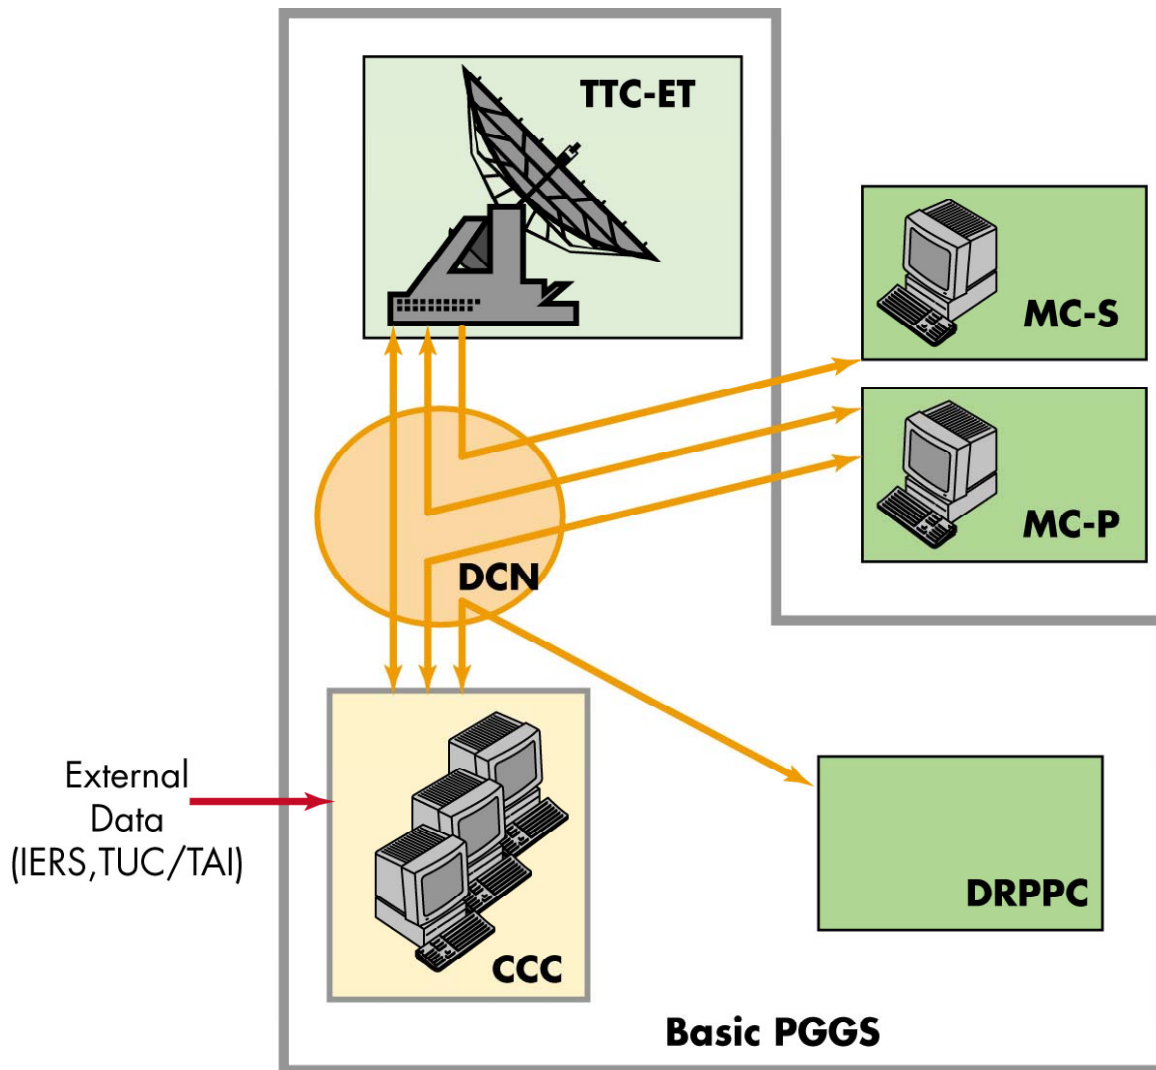 TTC-ET
MC-S
MC-P
DCN
External
Data
(IERS,TUC/TAI)
DRPPC
CCC
Basic PGGS